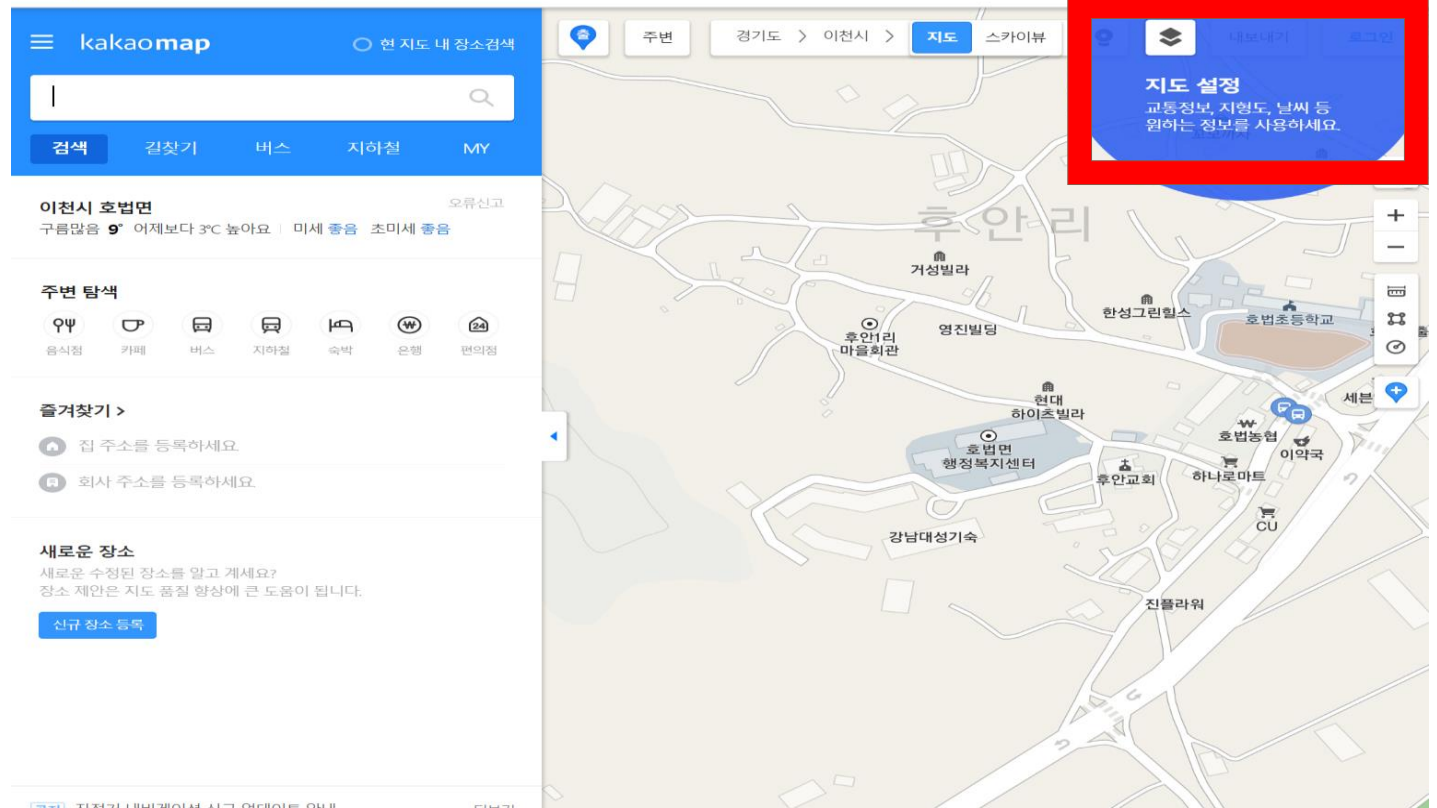 kakaomap
현 지도 내 장소검색
검색 길찾기 버스 지하철 MY
이천시 호법면
오류신고
구름많음 9° 어제보다 3℃ 높아요 미세 좋음 초미세 좋음
주변 탐색
24
음식점 카페 버스 지하철 숙박 은행 편의점
즐겨찾기 >
집 주소를 등록하세요.
회사 주소를 등록하세요.
새로운 장소
새로운 수정된 장소를 알고 계세요?
장소 제안은 지도 품질 향상에 큰 도움이 됩니다.
신규 장소 등록
주변
경기도 > 이천시 >
지도 스카이뷰
내보내기
로그인
지도 설정
교통정보, 지형도, 날씨 등
원하는 정보를 사용하세요.
후안리
거성빌라
한성그린힐스
호법초등학교
후안1리
마을회관
영진빌딩
현대
하이츠빌라
세븐
호법농협
이약국
호법면
행정복지센터
후안교회
하나로마트
CU
강남대성기숙
진플라워